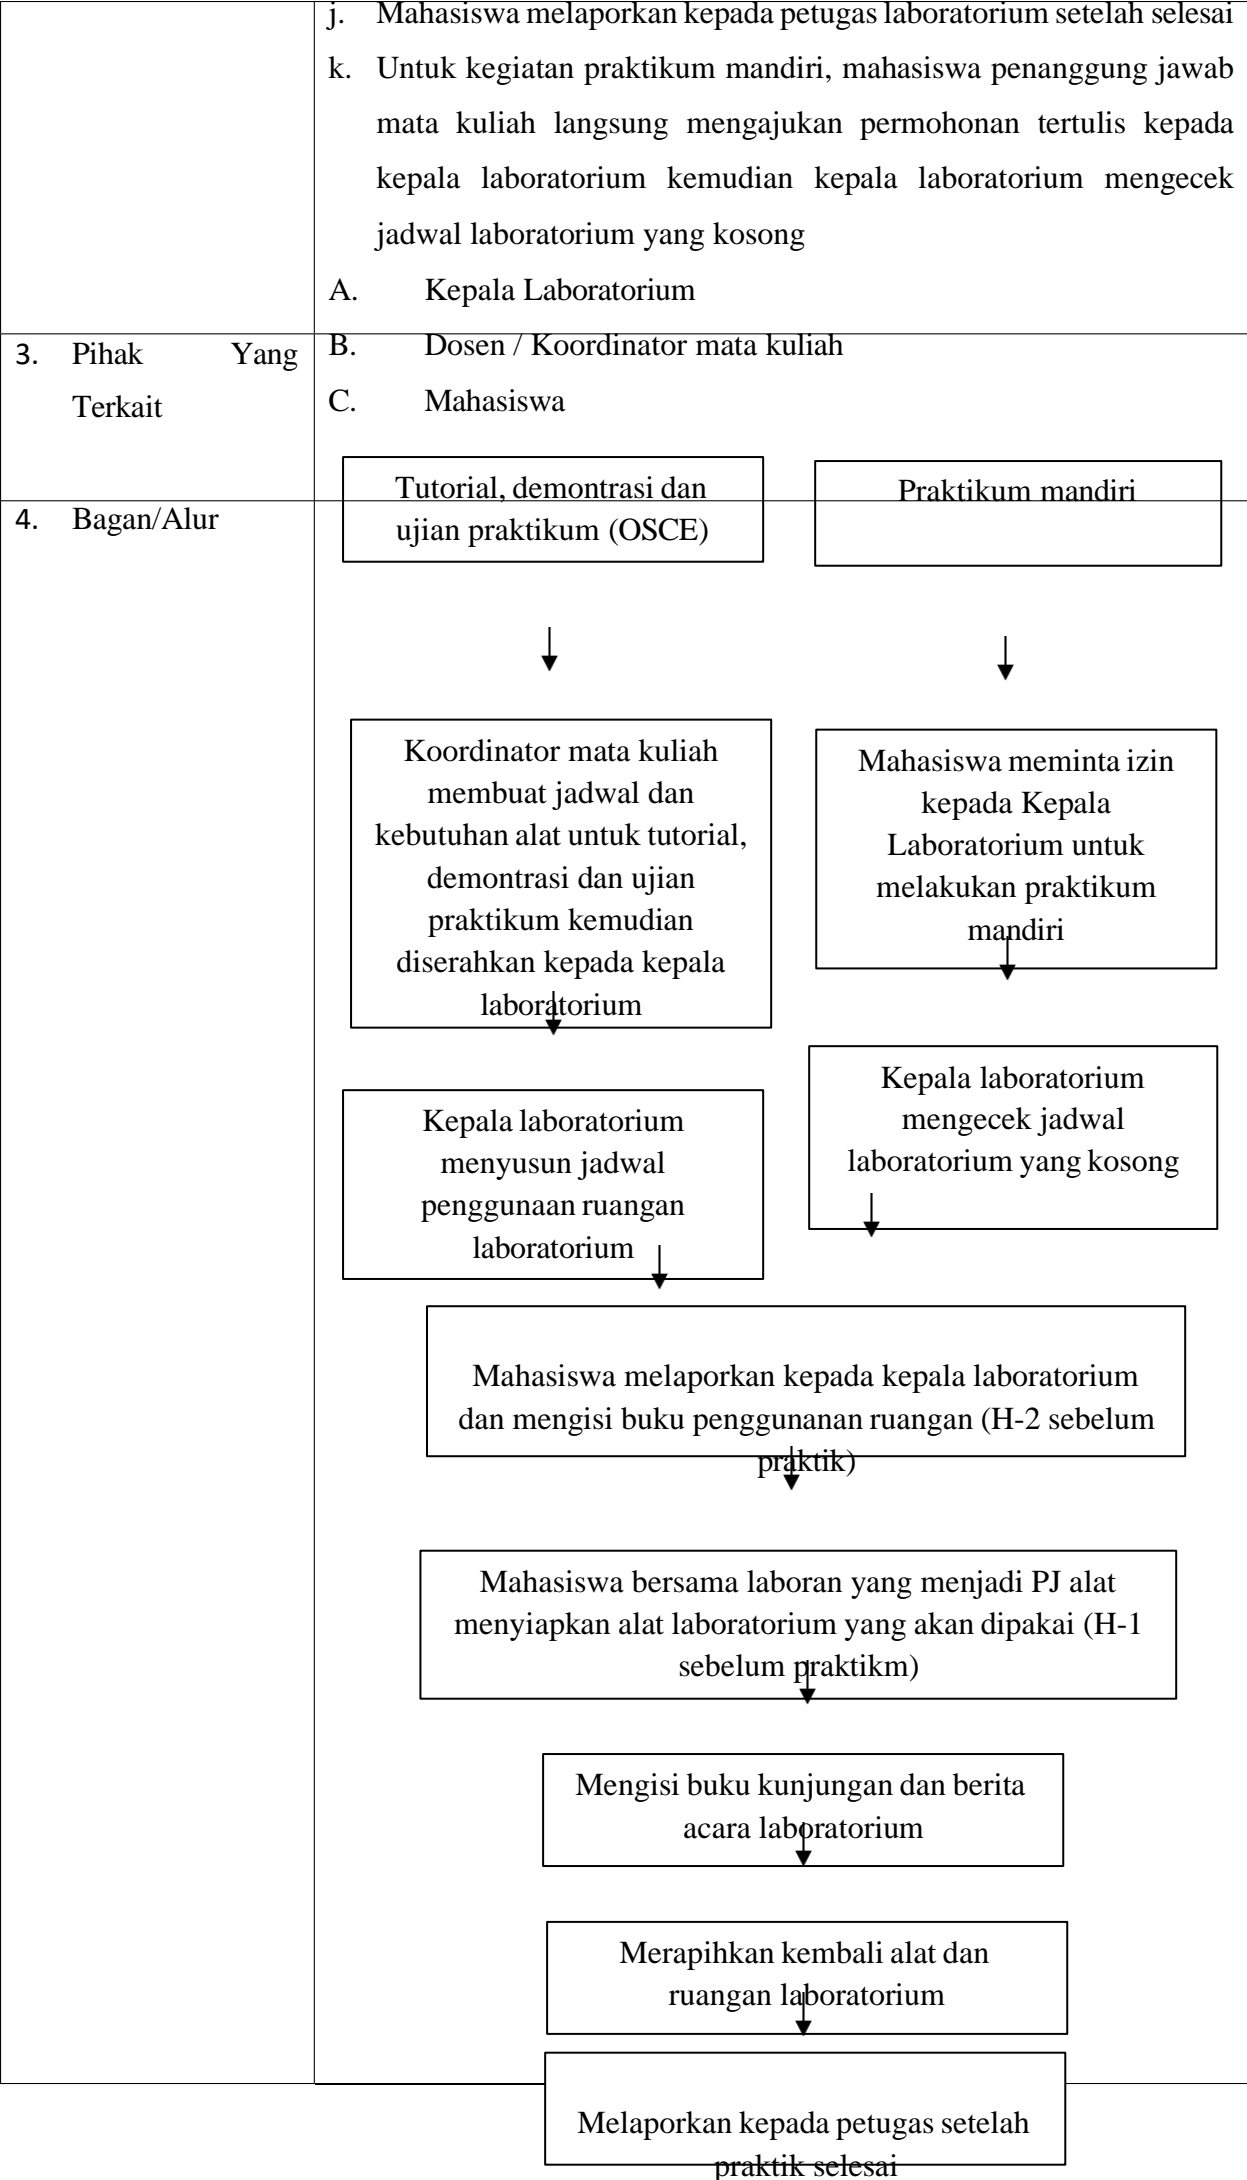 j. Mahasiswa melaporkan kepada petugas laboratorium setelah selesai
k. Untuk kegiatan praktikum mandiri, mahasiswa penanggung jawab
mata kuliah langsung mengajukan permohonan tertulis kepada
kepala laboratorium kemudian kepala laboratorium mengecek
jadwal laboratorium yang kosong
3. Pihak Yang
Terkait
A. Kepala Laboratorium
B. Dosen / Koordinator mata kuliah
C. Mahasiswa
4. Bagan/Alur
Tutorial, demontrasi dan
ujian praktikum (OSCE)
Praktikum mandiri
Koordinator mata kuliah
membuat jadwal dan
kebutuhan alat untuk tutorial,
demontrasi dan ujian
praktikum kemudian
diserahkan kepada kepala
laboratorium
Mahasiswa meminta izin
kepada Kepala
Laboratorium untuk
melakukan praktikum
mandiri
Kepala laboratorium
menyusun jadwal
penggunaan ruangan
laboratorium
Kepala laboratorium
mengecek jadwal
laboratorium yang kosong
Mahasiswa melaporkan kepada kepala laboratorium
dan mengisi buku penggunanan ruangan (H-2 sebelum
praktik)
Mahasiswa bersama laboran yang menjadi PJ alat
menyiapkan alat laboratorium yang akan dipakai (H-1
sebelum praktikm)
Mengisi buku kunjungan dan berita
acara laboratorium
Merapihkan kembali alat dan
ruangan laboratorium
Melaporkan kepada petugas setelah
praktik selesai